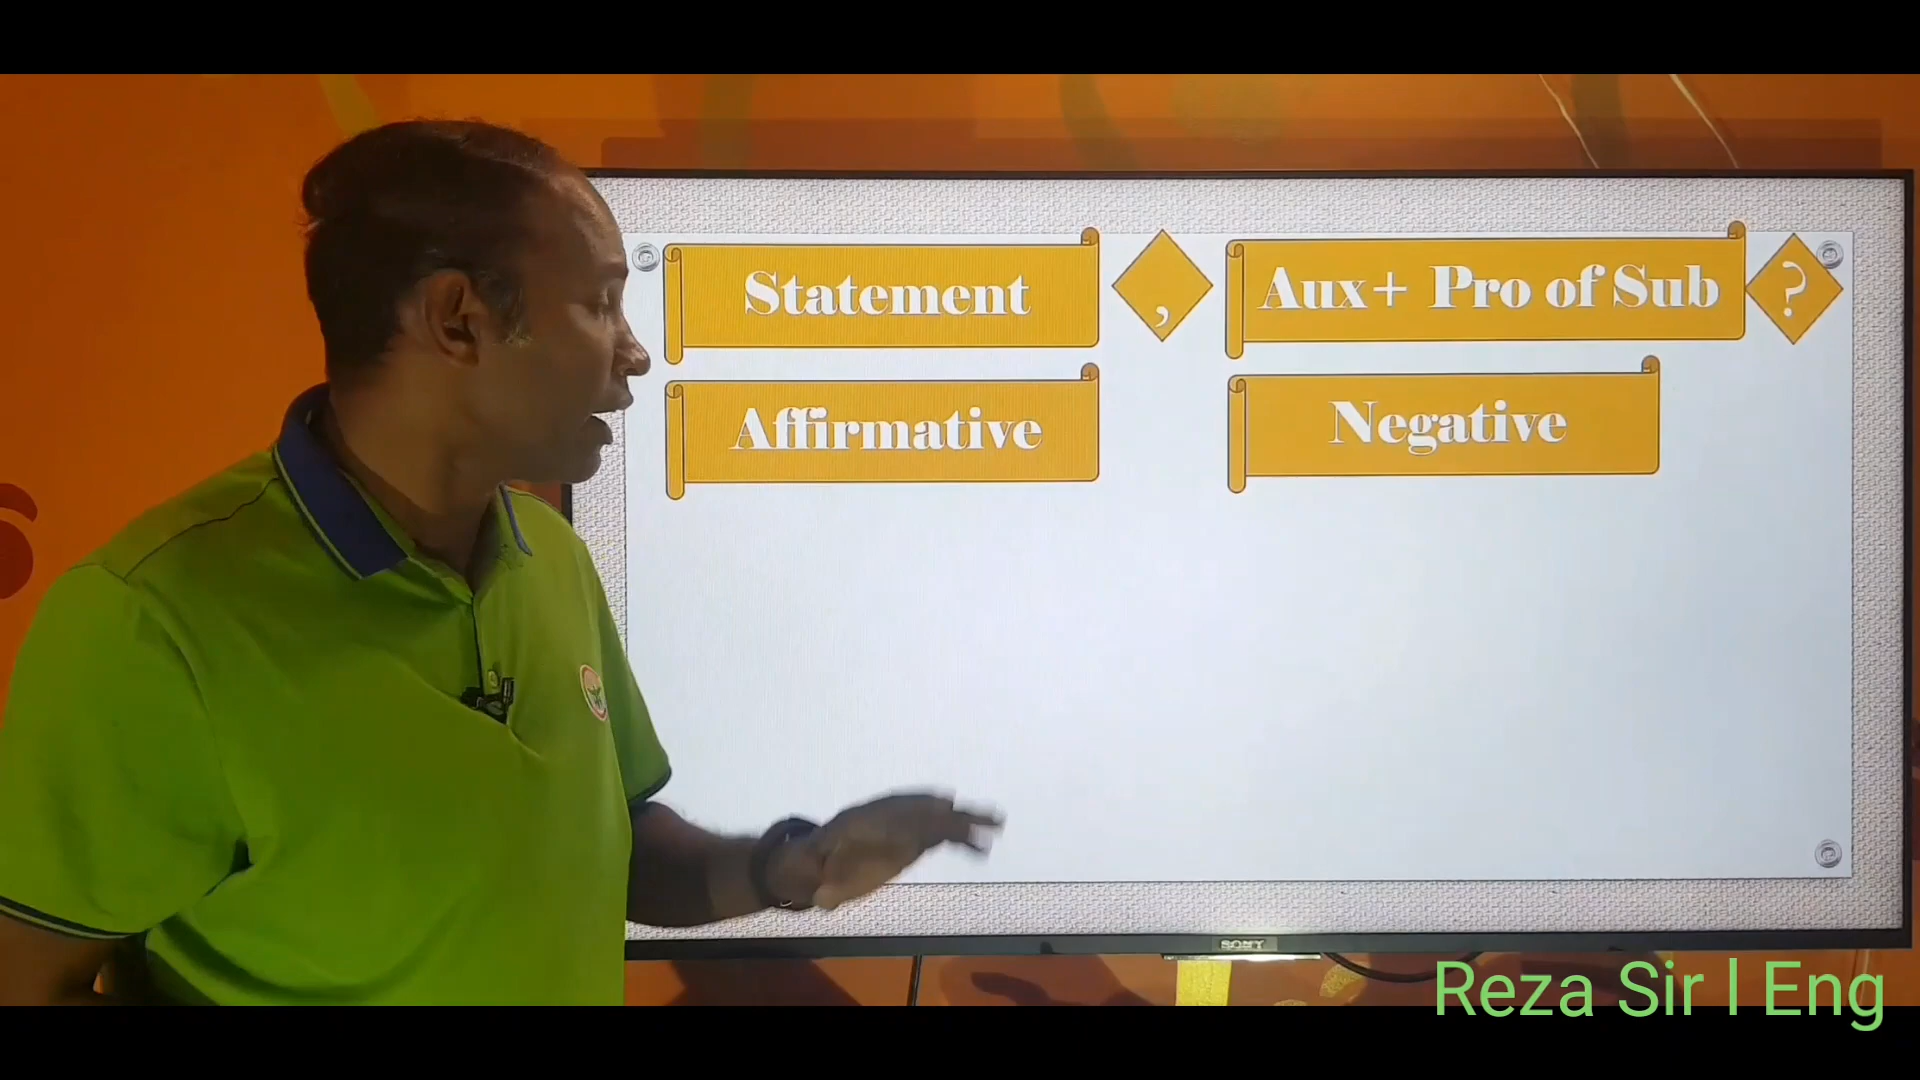 Statement , Aux+ Pro of Sub ?
Affirmative Negative
SONY
Reza Sir l Eng